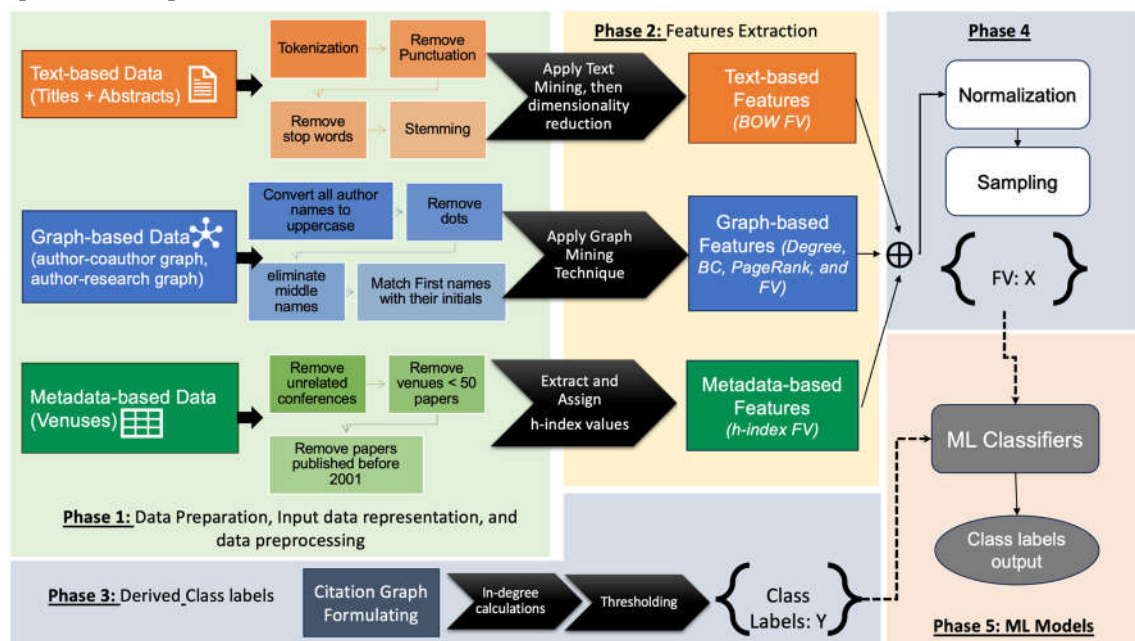 Text-based Data
(Titles + Abstracts)
Tokenization
Remove
Punctuation
Remove
stop words
Stemming
Apply Text
Mining, then
dimensionality
reduction
Phase 2: Features Extraction
Text-based
Features
(BOW FV)
Phase 4
Normalization
Sampling
Graph-based Data
(author-coauthor graph,
author-research graph)
Convert all author
names to
uppercase
Remove
dots
eliminate
middle
names
Match First names
with their initials
Apply Graph
Mining
Technique
Graph-based
Features (Degree,
BC, PageRank, and
FV)
FV: X
Metadata-based Data
(Venuses)
Remove
unrelated
conferences
Remove
venues < 50
papers
Remove papers
published before
2001
Extract and
Assign
h-index values
Metadata-based
Features
(h-index FV)
ML Classifiers
Class labels
output
Phase 1: Data Preparation, Input data representation, and
data preprocessing
Phase 3: Derived_Class labels
Citation Graph
Formulating
In-degree
calculations
Thresholding
Class
Labels: Y
Phase 5: ML Models